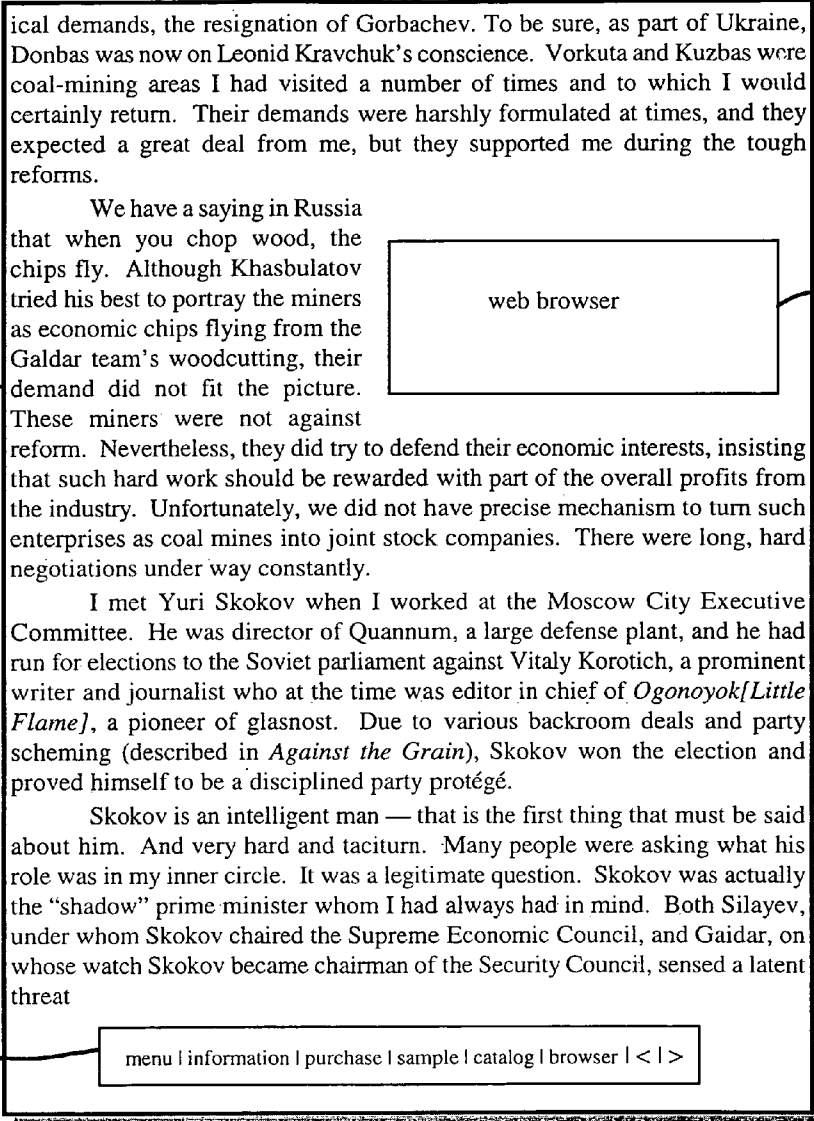 ical demands, the resignation of Gorbachev. To be sure, as part of Ukraine,
Donbas was now on Leonid Kravchuk's conscience. Vorkuta and Kuzbas were
coal-mining areas I had visited a number of times and to which I would
certainly return. Their demands were harshly formulated at times, and they
expected a great deal from me, but they supported me during the tough
reforms.
We have a saying in Russia
that when you chop wood, the
chips fly. Although Khasbulatov
tried his best to portray the miners
as economic chips flying from the
Galdar team's woodcutting, their
demand did not fit the picture.
These miners were not against
web browser
reform. Nevertheless, they did try to defend their economic interests, insisting
that such hard work should be rewarded with part of the overall profits from
the industry. Unfortunately, we did not have precise mechanism to turn such
enterprises as coal mines into joint stock companies. There were long, hard
negotiations under way constantly.
I met Yuri Skokov when I worked at the Moscow City Executive
Committee. He was director of Quannum, a large defense plant, and he had
run for elections to the Soviet parliament against Vitaly Korotich, a prominent
writer and journalist who at the time was editor in chief of Ogonoyok[Little
Flame], a pioneer of glasnost. Due to various backroom deals and party
scheming (described in Against the Grain), Skokov won the election and
proved himself to be a disciplined party protégé.
Skokov is an intelligent man — that is the first thing that must be said
about him. And very hard and taciturn. Many people were asking what his
role was in my inner circle. It was a legitimate question. Skokov was actually
the “shadow” prime minister whom I had always had in mind. Both Silayev,
under whom Skokov chaired the Supreme Economic Council, and Gaidar, on
whose watch Skokov became chairman of the Security Council, sensed a latent
threat
menu | information | purchase | sample | catalog | browser | < | >